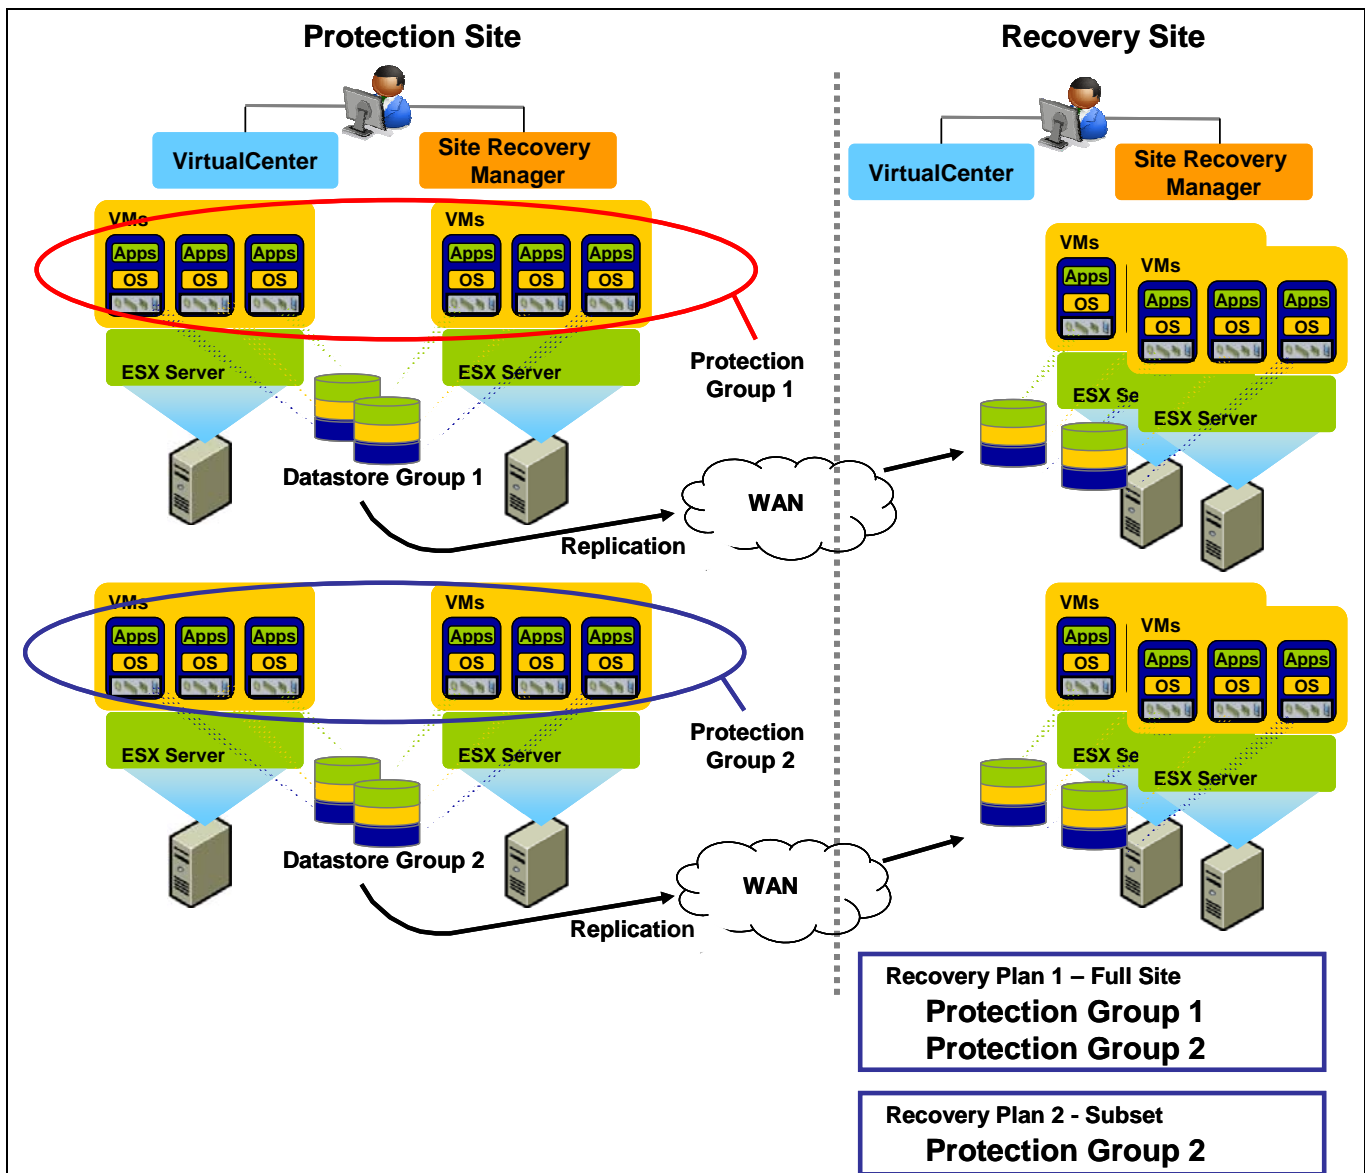 Protection Site
Recovery Site
VirtualCenter
Site Recovery
Manager
VirtualCenter
Site Recovery
Manager
VMs
Apps Apps Apps
OS OS OS
VMs
Apps Apps Apps
OS OS OS
ESX Server
ESX Server
Protection
Group 1
Datastore Group 1
Replication
WAN
VMs
Apps
OS
VMs
Apps Apps Apps
OS OS OS
ESX Se
ESX Server
VMs
Apps Apps Apps
OS OS OS
VMs
Apps Apps Apps
OS OS OS
ESX Server
ESX Server
Protection
Group 2
Datastore Group 2
Replication
WAN
VMs
Apps
OS
VMs
Apps Apps Apps
OS OS OS
ESX Se
ESX Server
Recovery Plan 1 – Full Site
Protection Group 1
Protection Group 2
Recovery Plan 2 - Subset
Protection Group 2